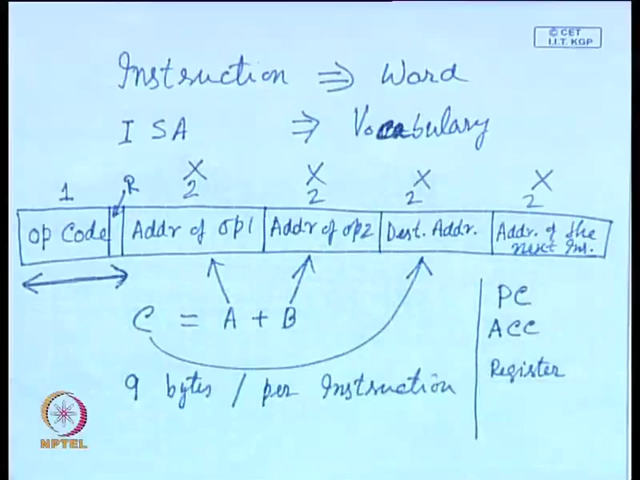 © CET
I.I.T. KGP
Instruction ⇒ Word
ISA ⇒ Vocabulary
1 R X X X X
2 2 2 2
Op Code Addr of Op1 Addr of Op2 Dest. Addr. Addr. of the next In.
C = A + B
9 bytes / per Instruction
PC
ACC
Register
NPTEL